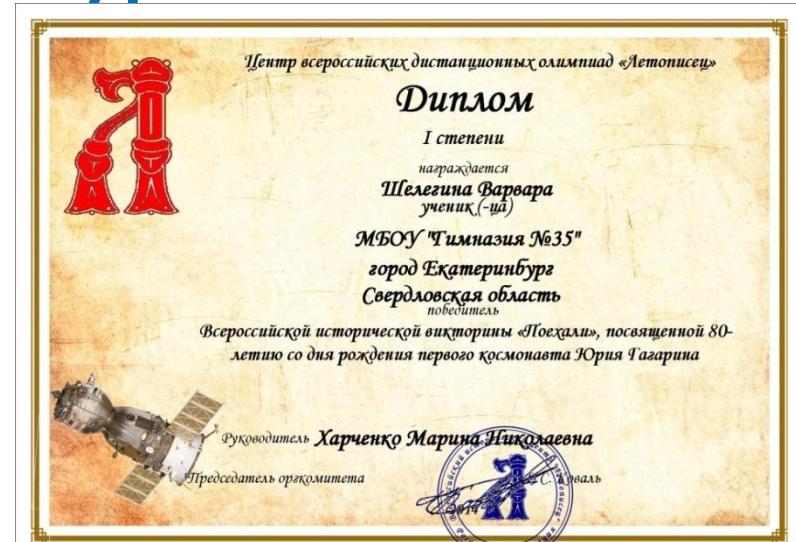 Центр всероссийских дистанционных олимпиад «Летописец»
Диплом
I степени
награждается
Шелегина Варвара
ученик (-ца)
МБОУ "Гимназия №35"
город Екатеринбург
Свердловская область
победитель
Всероссийской исторической викторины «Поехали», посвященной 80-
летию со дня рождения первого космонавта Юрия Гагарина
Руководитель Харченко Марина Николаевна
Председатель оргкомитета